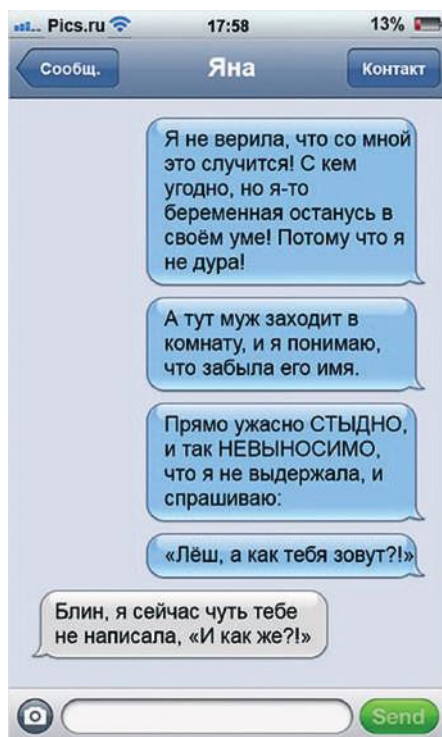 Pics.ru 17:58 13%
Сообщ. Яна Контакт
Я не верила, что со мной
это случится! С кем
угодно, но я-то
беременная останусь в
своём уме! Потому что я
не дура!
А тут муж заходит в
комнату, и я понимаю,
что забыла его имя.
Прямо ужасно СТЫДНО,
и так НЕВЫНОСИМО,
что я не выдержала, и
спрашиваю:
«Лёш, а как тебя зовут?!»
Блин, я сейчас чуть тебе
не написала, «И как же?!»
Send